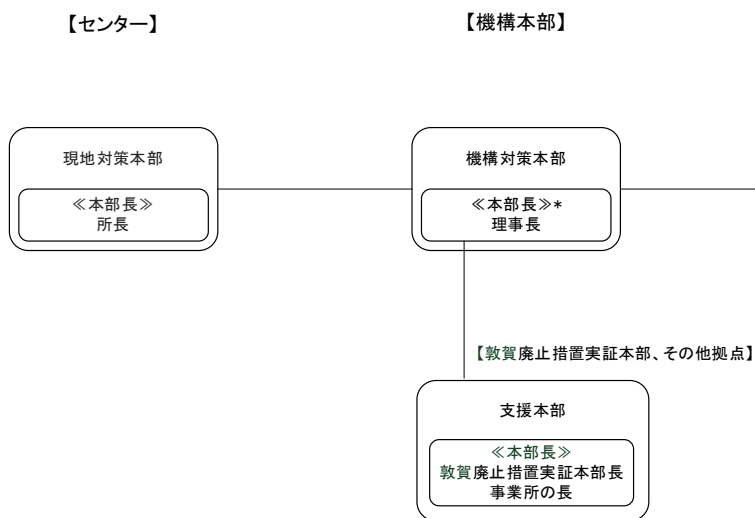 【センター】
【機構本部】
現地対策本部
≪本部長≫
所長
機構対策本部
≪本部長≫*
理事長
【敦賀廃止措置実証本部、その他拠点】
支援本部
≪本部長≫
敦賀廃止措置実証本部長
事業所の長